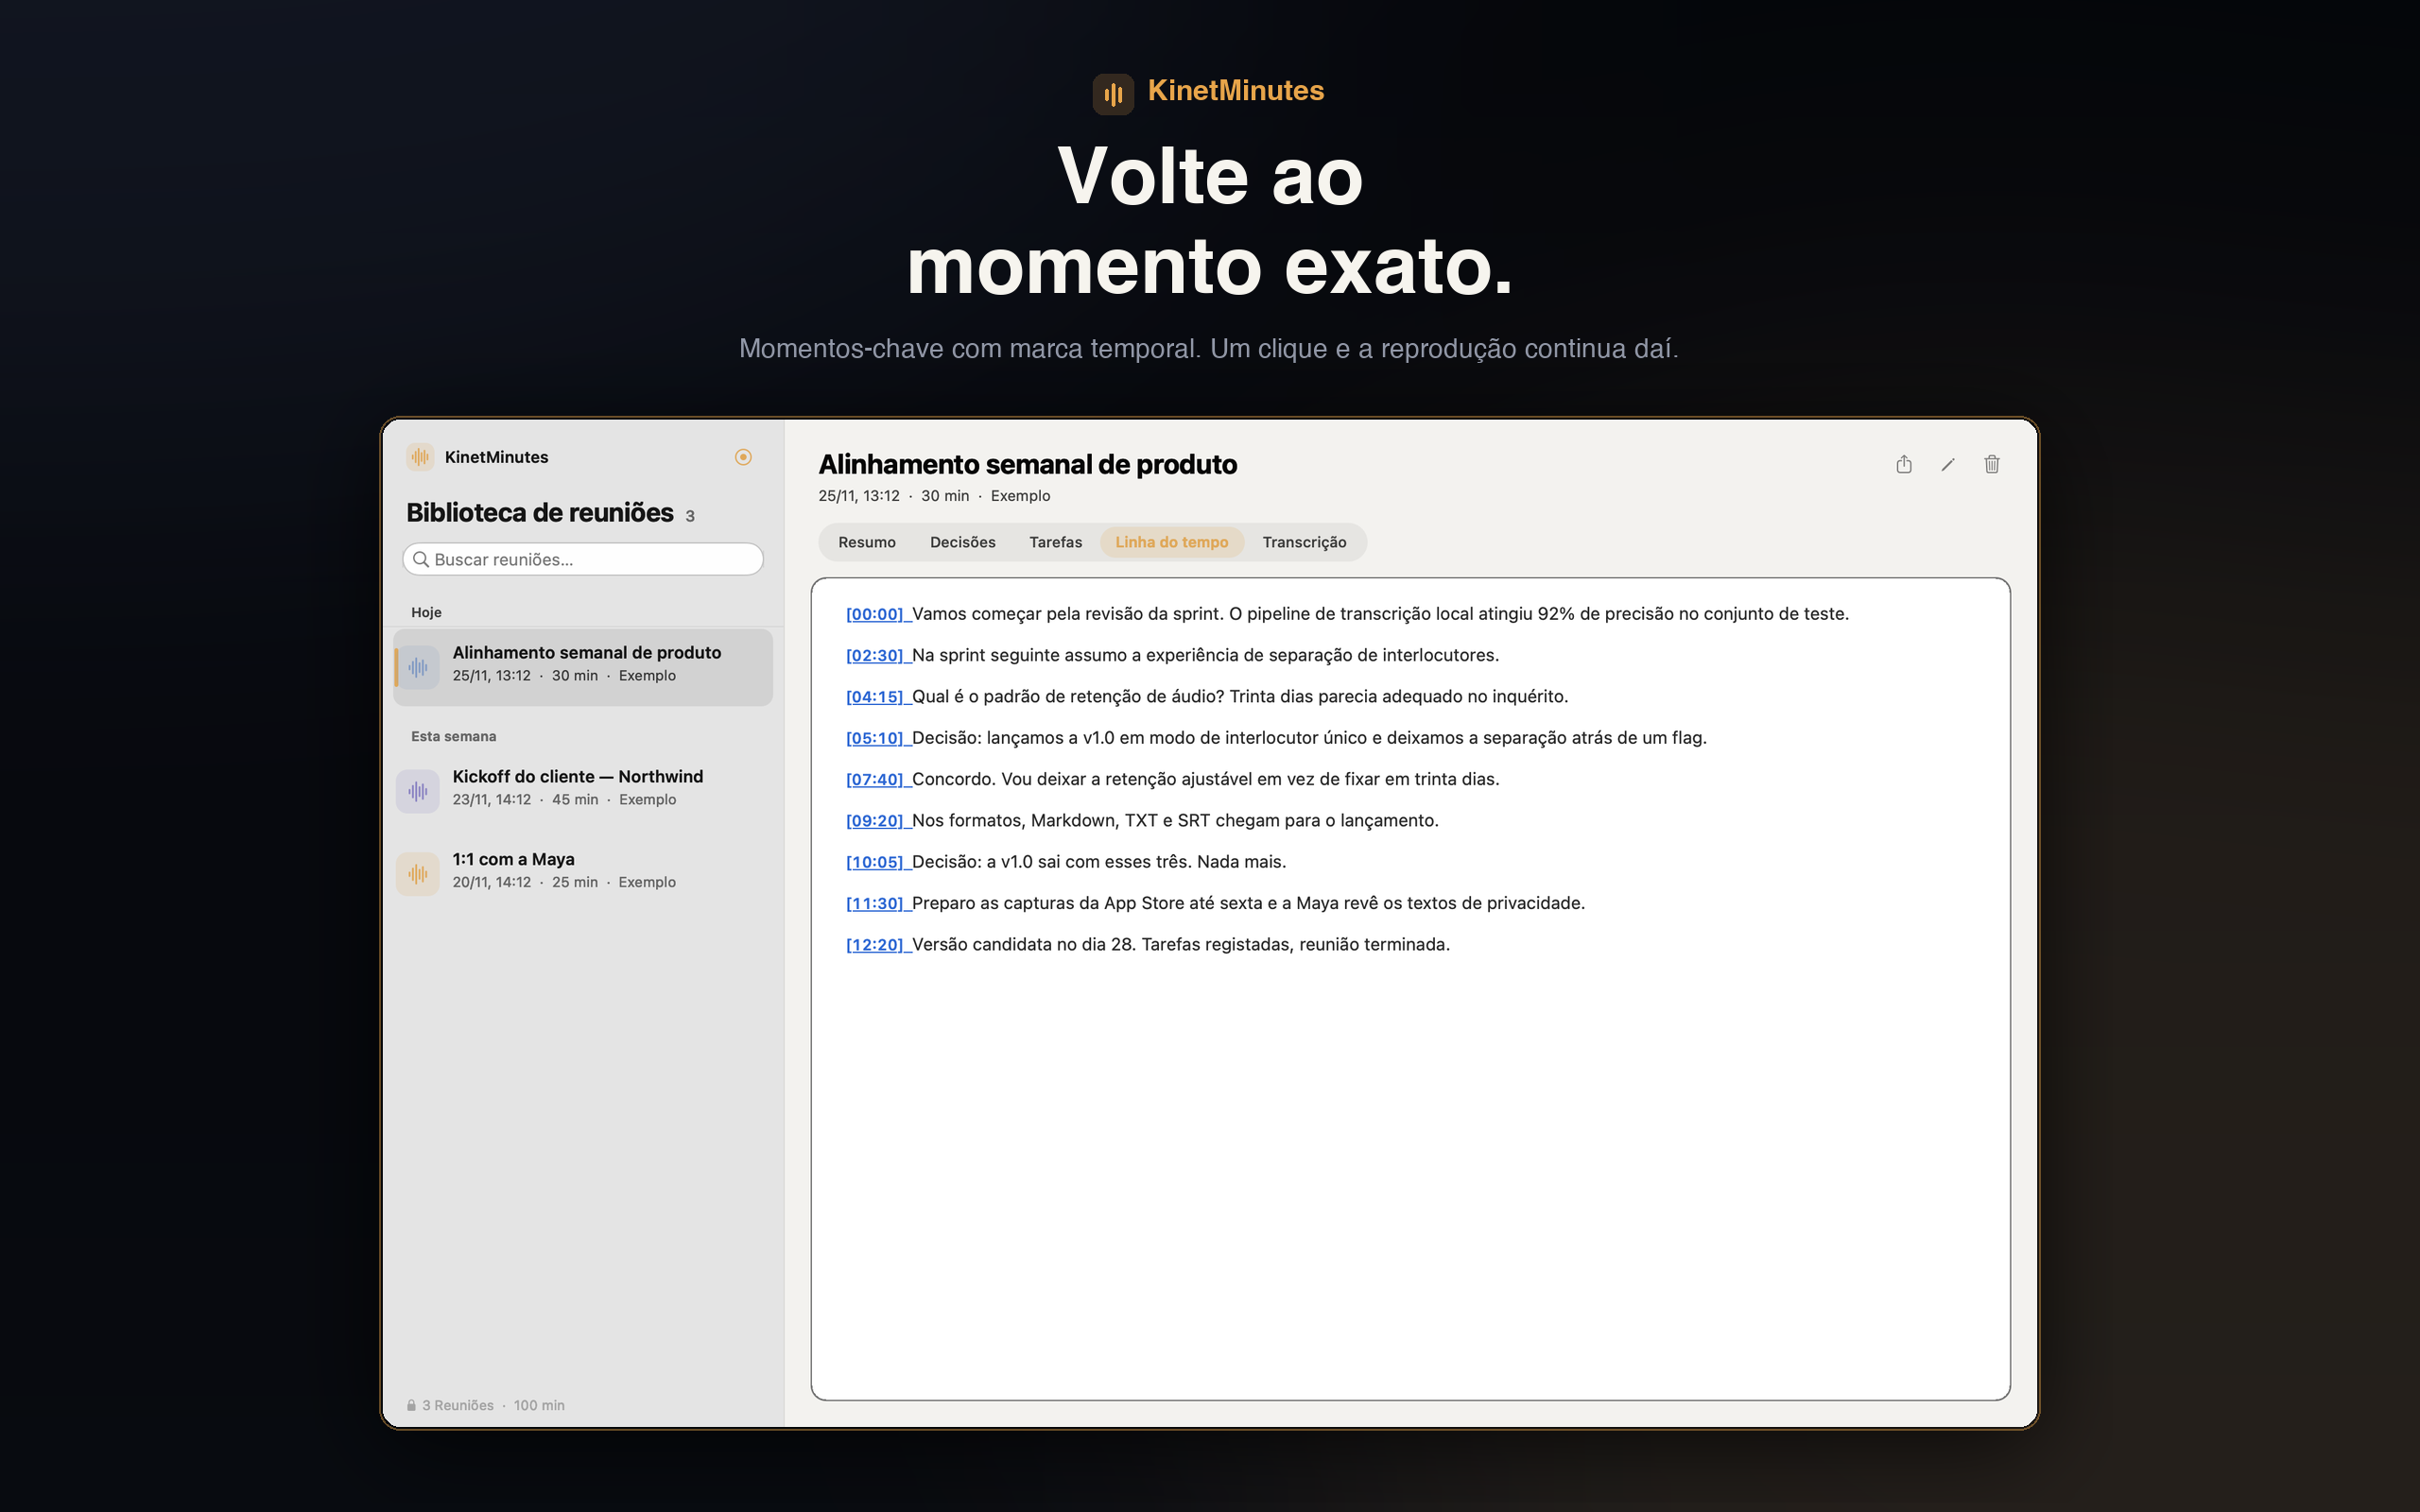 KinetMinutes
Volte ao
momento exato.
Momentos-chave com marca temporal. Um clique e a reprodução continua daí.
KinetMinutes
Biblioteca de reuniões 3
Buscar reuniões...
Hoje
Alinhamento semanal de produto
25/11, 13:12 · 30 min · Exemplo
Esta semana
Kickoff do cliente — Northwind
23/11, 14:12 · 45 min · Exemplo
1:1 com a Maya
20/11, 14:12 · 25 min · Exemplo
3 Reuniões · 100 min
Alinhamento semanal de produto
25/11, 13:12 · 30 min · Exemplo
Resumo Decisões Tarefas Linha do tempo Transcrição
[00:00] Vamos começar pela revisão da sprint. O pipeline de transcrição local atingiu 92% de precisão no conjunto de teste.
[02:30] Na sprint seguinte assumo a experiência de separação de interlocutores.
[04:15] Qual é o padrão de retenção de áudio? Trinta dias parecia adequado no inquérito.
[05:10] Decisão: lançamos a v1.0 em modo de interlocutor único e deixamos a separação atrás de um flag.
[07:40] Concordo. Vou deixar a retenção ajustável em vez de fixar em trinta dias.
[09:20] Nos formatos, Markdown, TXT e SRT chegam para o lançamento.
[10:05] Decisão: a v1.0 sai com esses três. Nada mais.
[11:30] Preparo as capturas da App Store até sexta e a Maya revê os textos de privacidade.
[12:20] Versão candidata no dia 28. Tarefas registadas, reunião terminada.